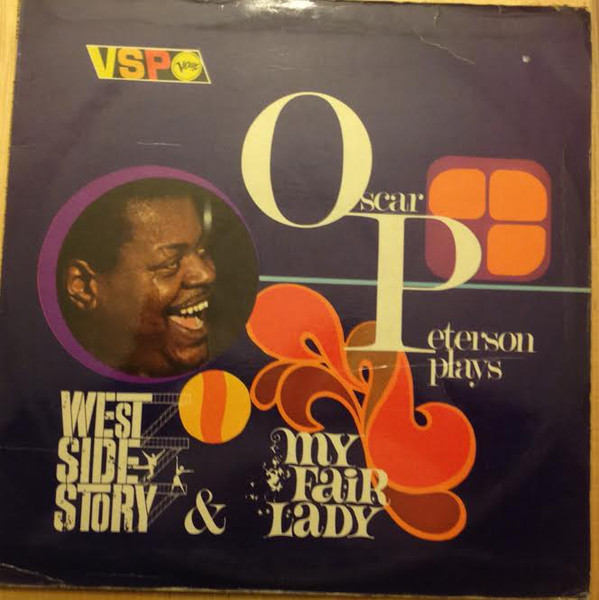 VSP Verve
Oscar
Peterson
plays
WEST
SIDE
STORY
&
MY
FAIR
LADY